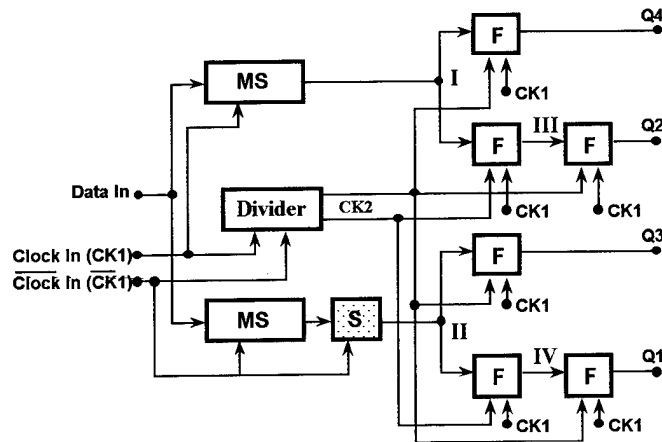 Q4
F
MS
I
CK1
III
Q2
F
F
Data In
Divider
CK2
CK1
CK1
Q3
Clock in (CK1)
F
Clock in (CK1)
CK1
MS
S
II
IV
Q1
F
F
CK1
CK1